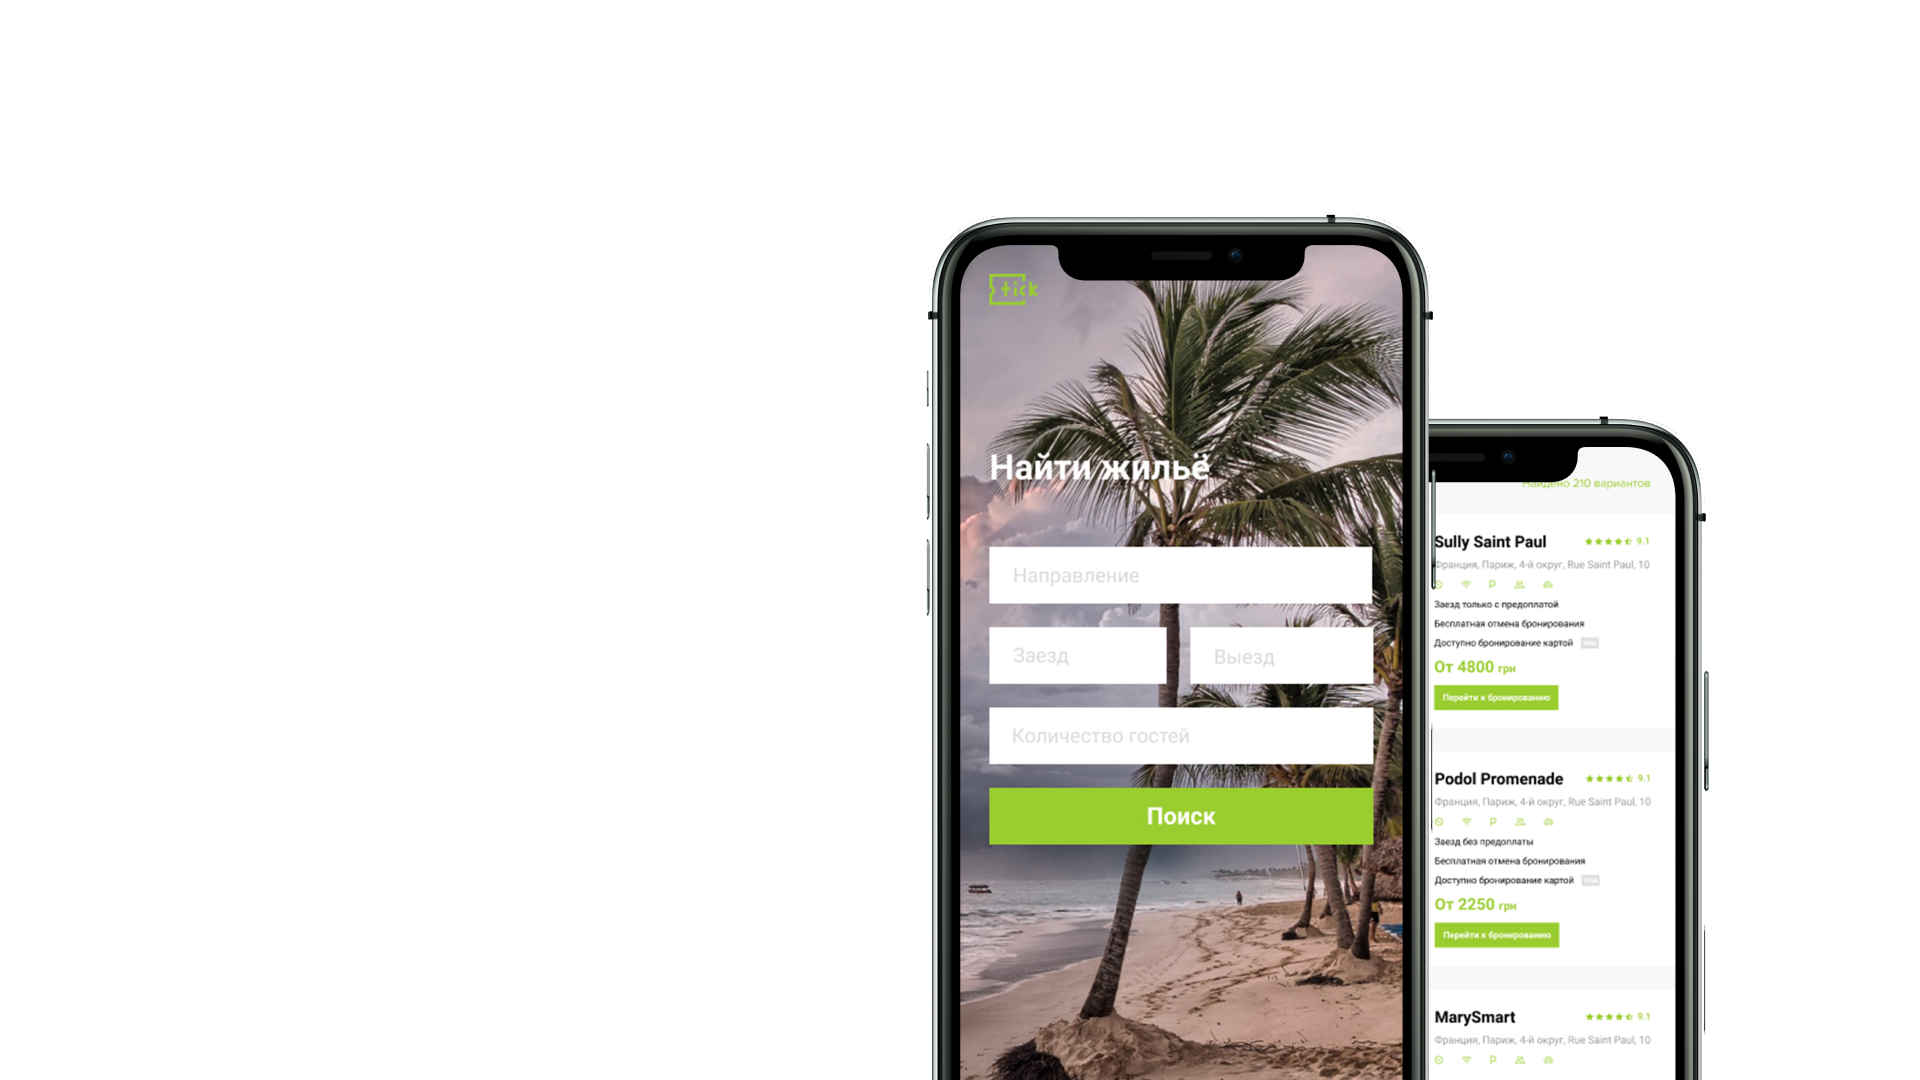 tick
Найти жильё
Направление
Заезд
Выезд
Количество гостей
Поиск
Найдено 210 вариантов
Sully Saint Paul
9.1
Франция, Париж, 4-й округ, Rue Saint Paul, 10
Заезд только с предоплатой
Бесплатная отмена бронирования
Доступно бронирование картой VISA
От 4800 грн
Перейти к бронированию
Podol Promenade
9.1
Франция, Париж, 4-й округ, Rue Saint Paul, 10
Заезд без предоплаты
Бесплатная отмена бронирования
Доступно бронирование картой VISA
От 2250 грн
Перейти к бронированию
MarySmart
9.1
Франция, Париж, 4-й округ, Rue Saint Paul, 10